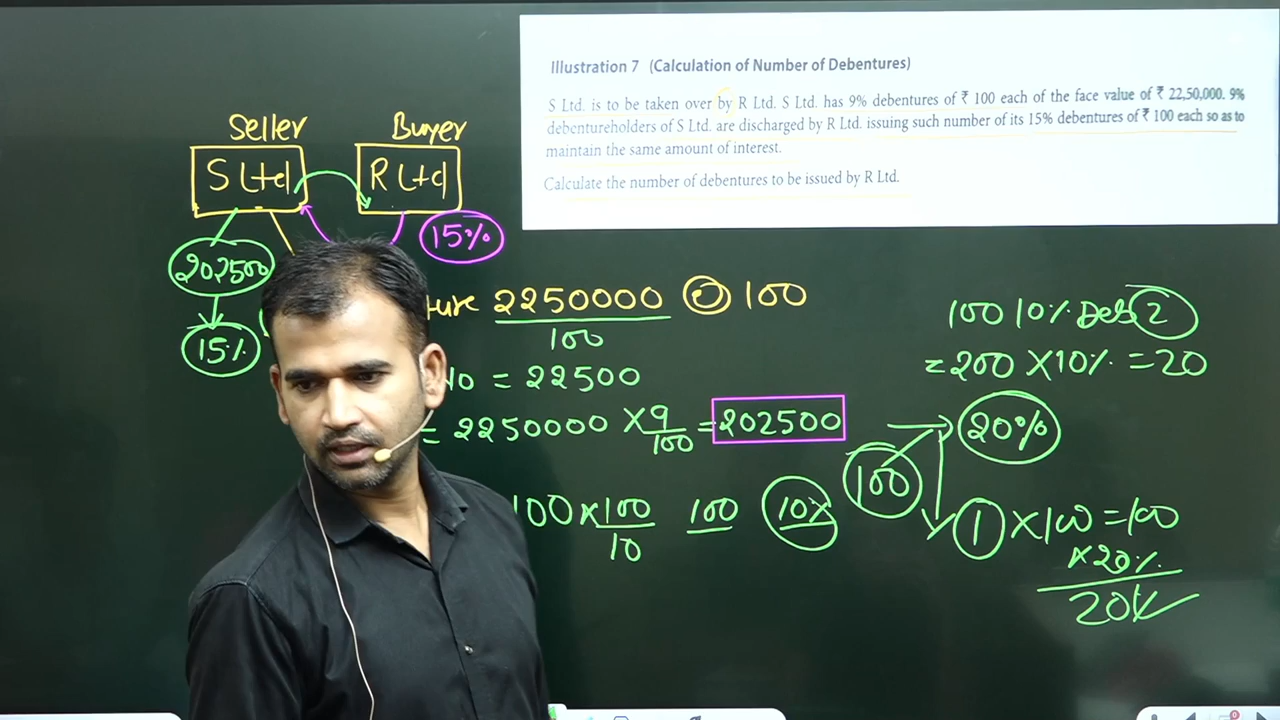 Illustration 7 (Calculation of Number of Debentures)
S Ltd. is to be taken over by R Ltd. S Ltd. has 9% debentures of ₹ 100 each of the face value of ₹ 22,50,000. 9%
debentureholders of S Ltd. are discharged by R Ltd. issuing such number of its 15% debentures of ₹ 100 each so as to
maintain the same amount of interest.
Calculate the number of debentures to be issued by R Ltd.
Seller
Buyer
S Ltd
R Ltd
15%
202500
15%
ture 2250000 @ 100
100
No = 22500
= 2250000 × 9/100 = 202500
100 × 100/10 100 10%
100 10% Deb 2
= 200 × 10% = 20
20%
100
1 × 100 = 100
× 20%
20